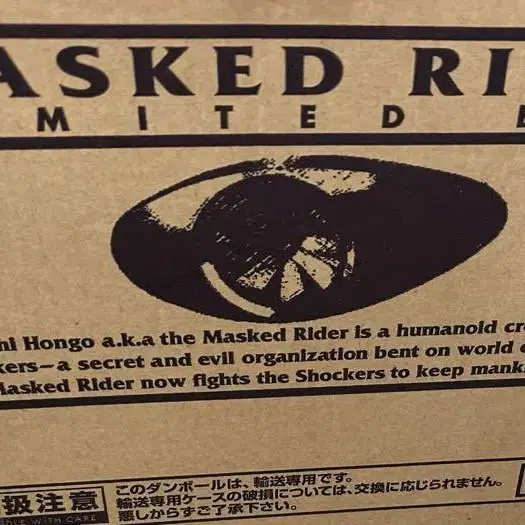 ASKED RI
MITED E
hi Hongo a.k.a the Masked Rider is a humanoid cr
kers–a secret and evil organization bent on world c
Masked Rider now fights the Shockers to keep mank
扱注意
WITH CARE
このダンボールは、輸送専用です。
輸送専用ケースの破損については、交換に応じられません。
悪しからずご了承下さい。